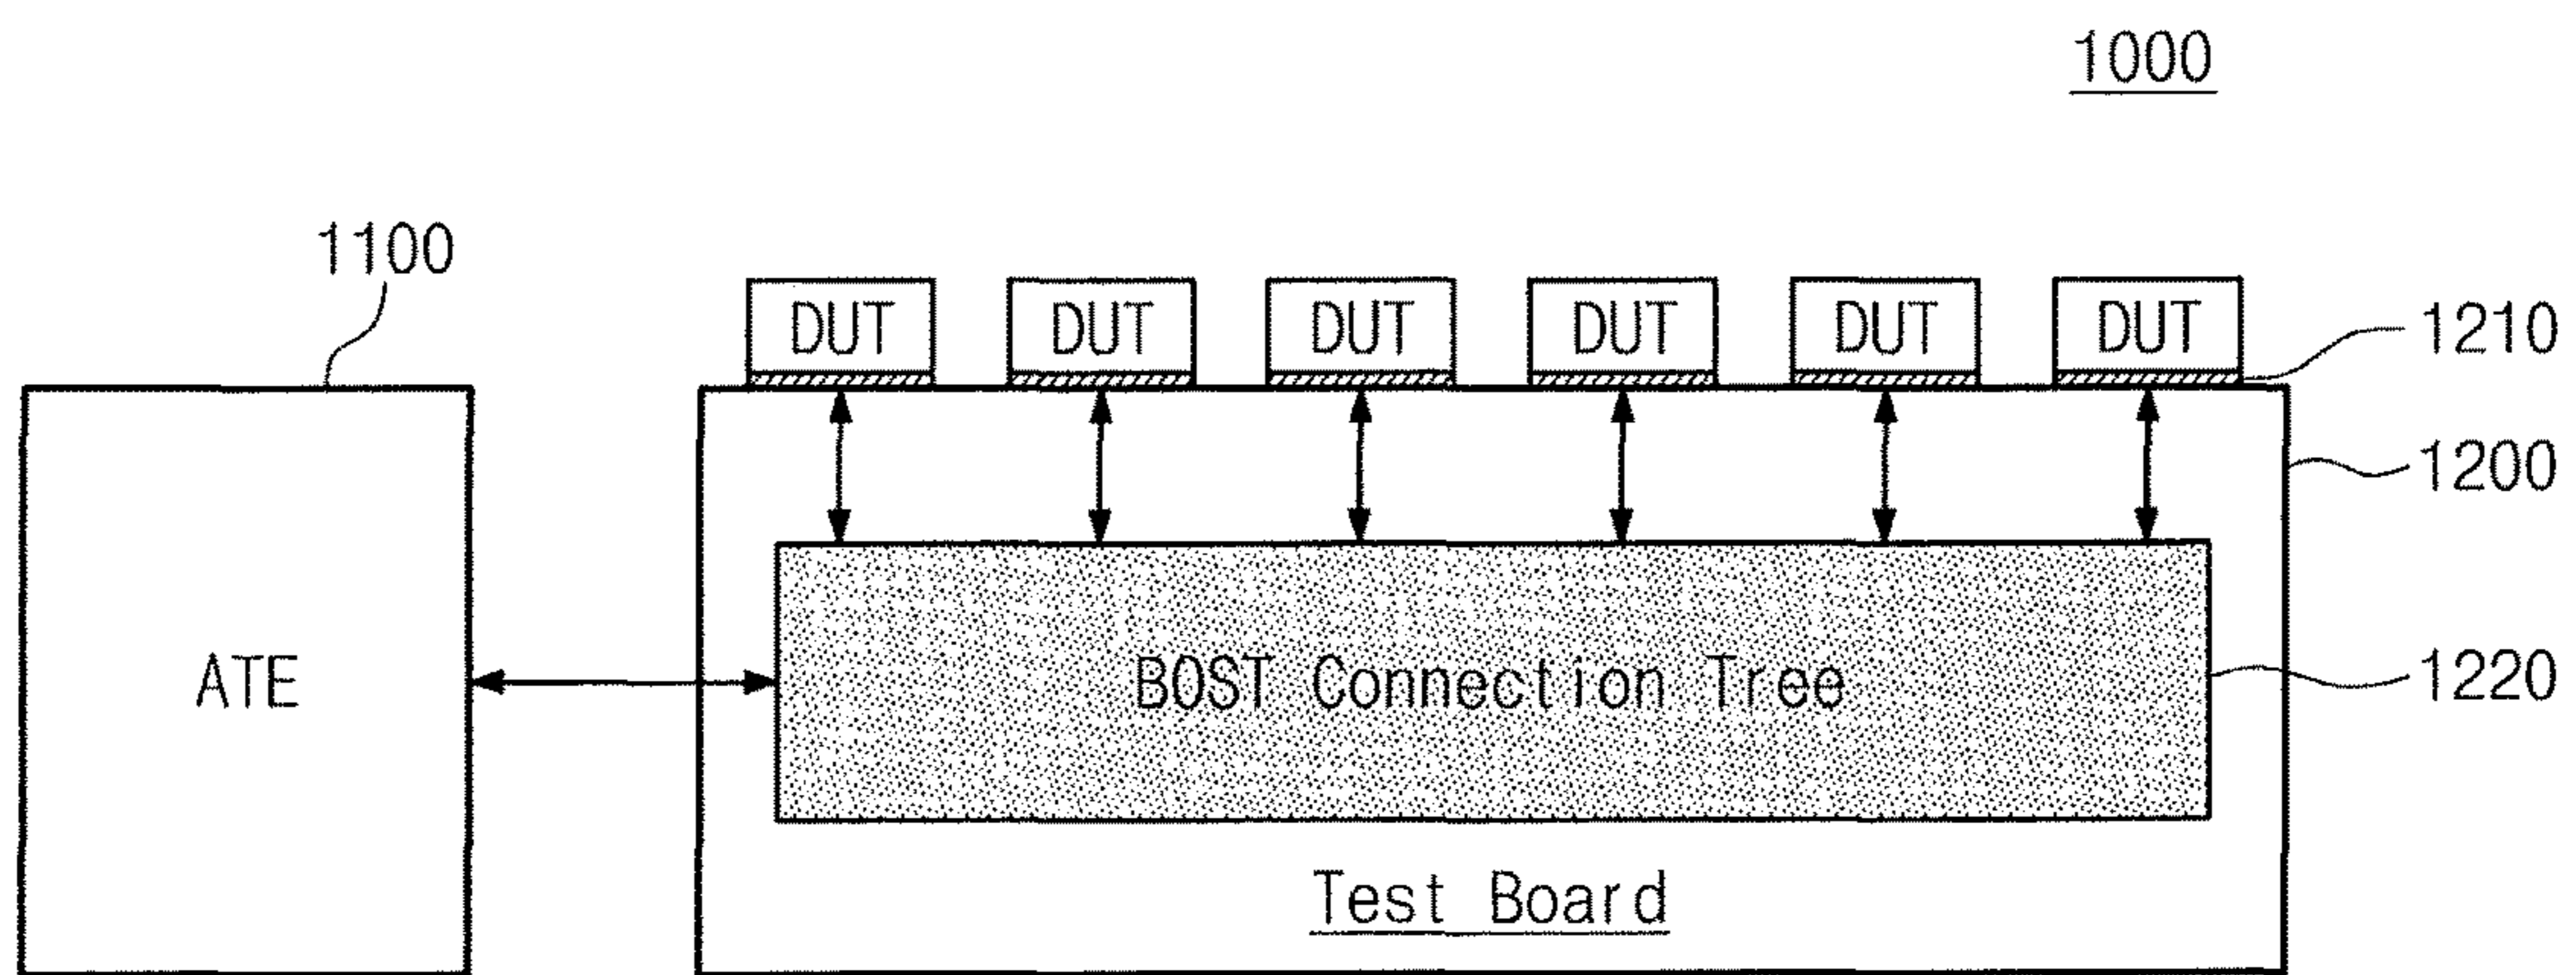 1000
1100
DUT DUT DUT DUT DUT DUT
1210
1200
ATE
BOST Connection Tree
1220
Test Board